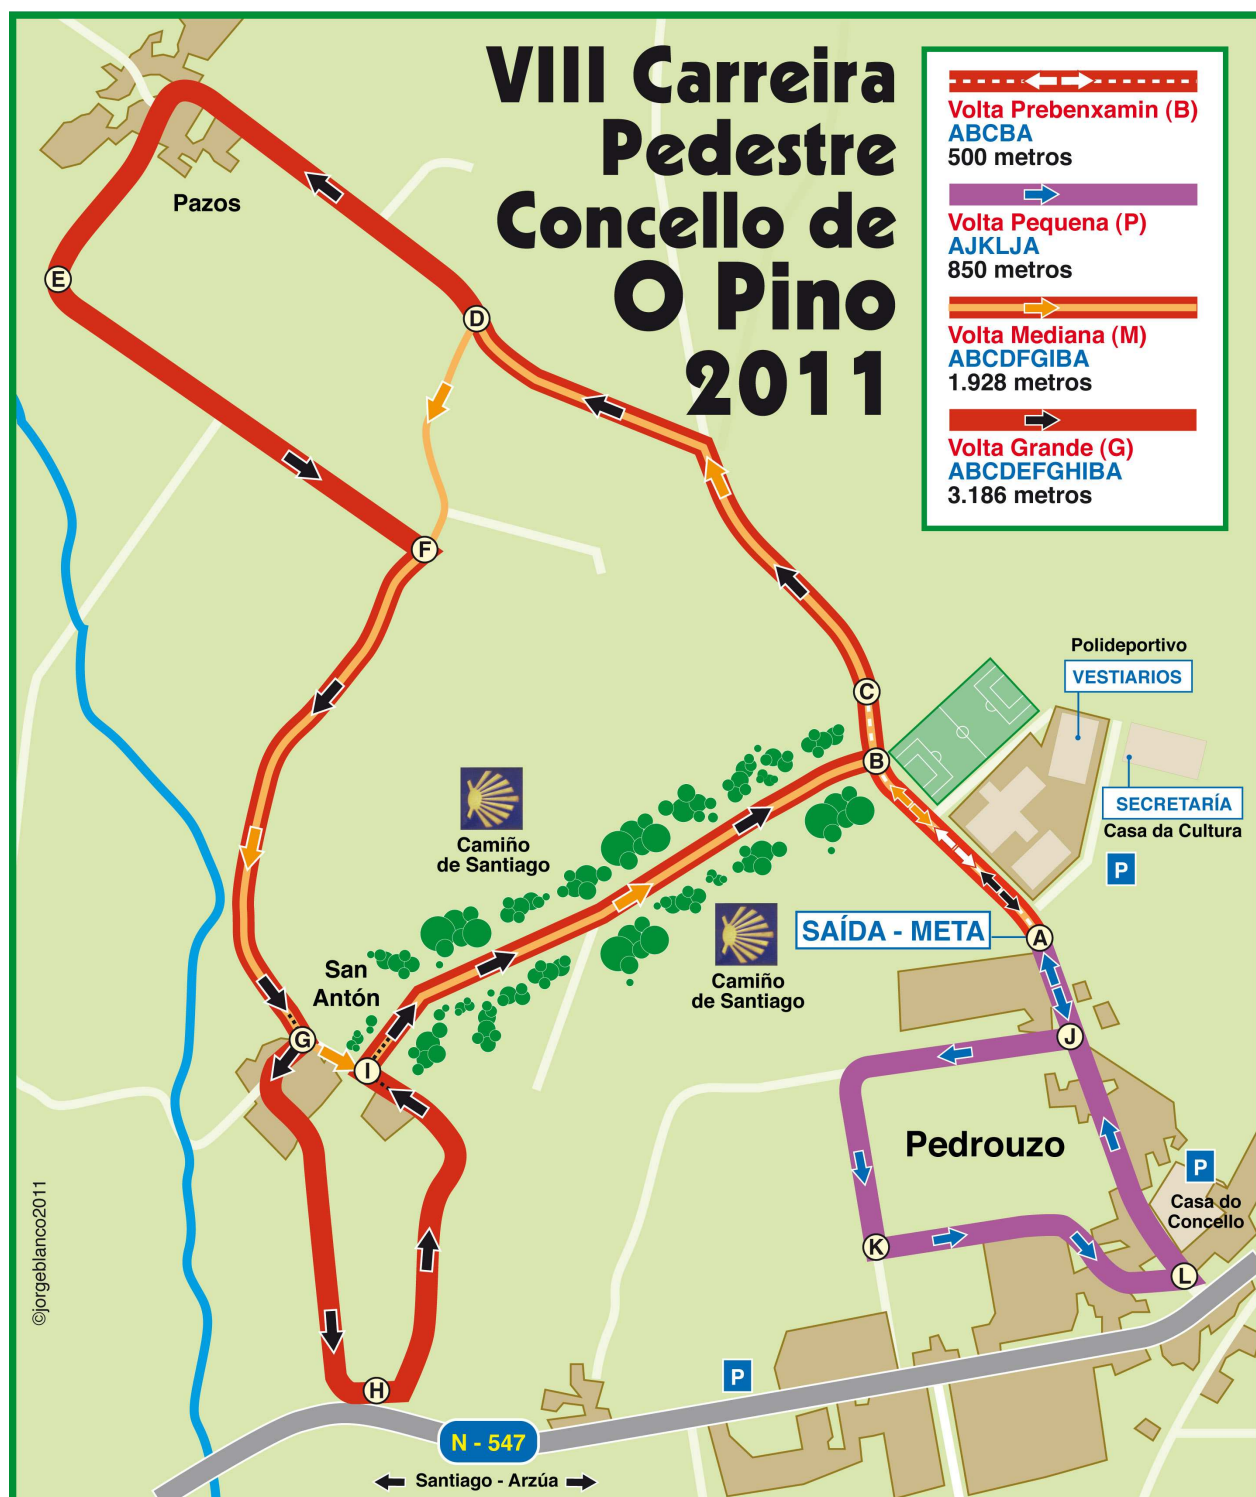 VIII Carreira
Pedestre
Concello de
O Pino
2011
Volta Prebenxamin (B)
ABCBA
500 metros
Volta Pequena (P)
AJKLJA
850 metros
Volta Mediana (M)
ABCDFGIBA
1.928 metros
Volta Grande (G)
ABCDEFGHIBA
3.186 metros
Pazos
E
D
F
C
B
Polideportivo
VESTIARIOS
SECRETARÍA
Casa da Cultura
P
Camiño
de Santiago
SAÍDA - META
A
Camiño
de Santiago
San
Antón
G
I
J
Pedrouzo
P
Casa do
Concello
K
L
H
P
N - 547
Santiago - Arzúa
©jorgeblanco2011